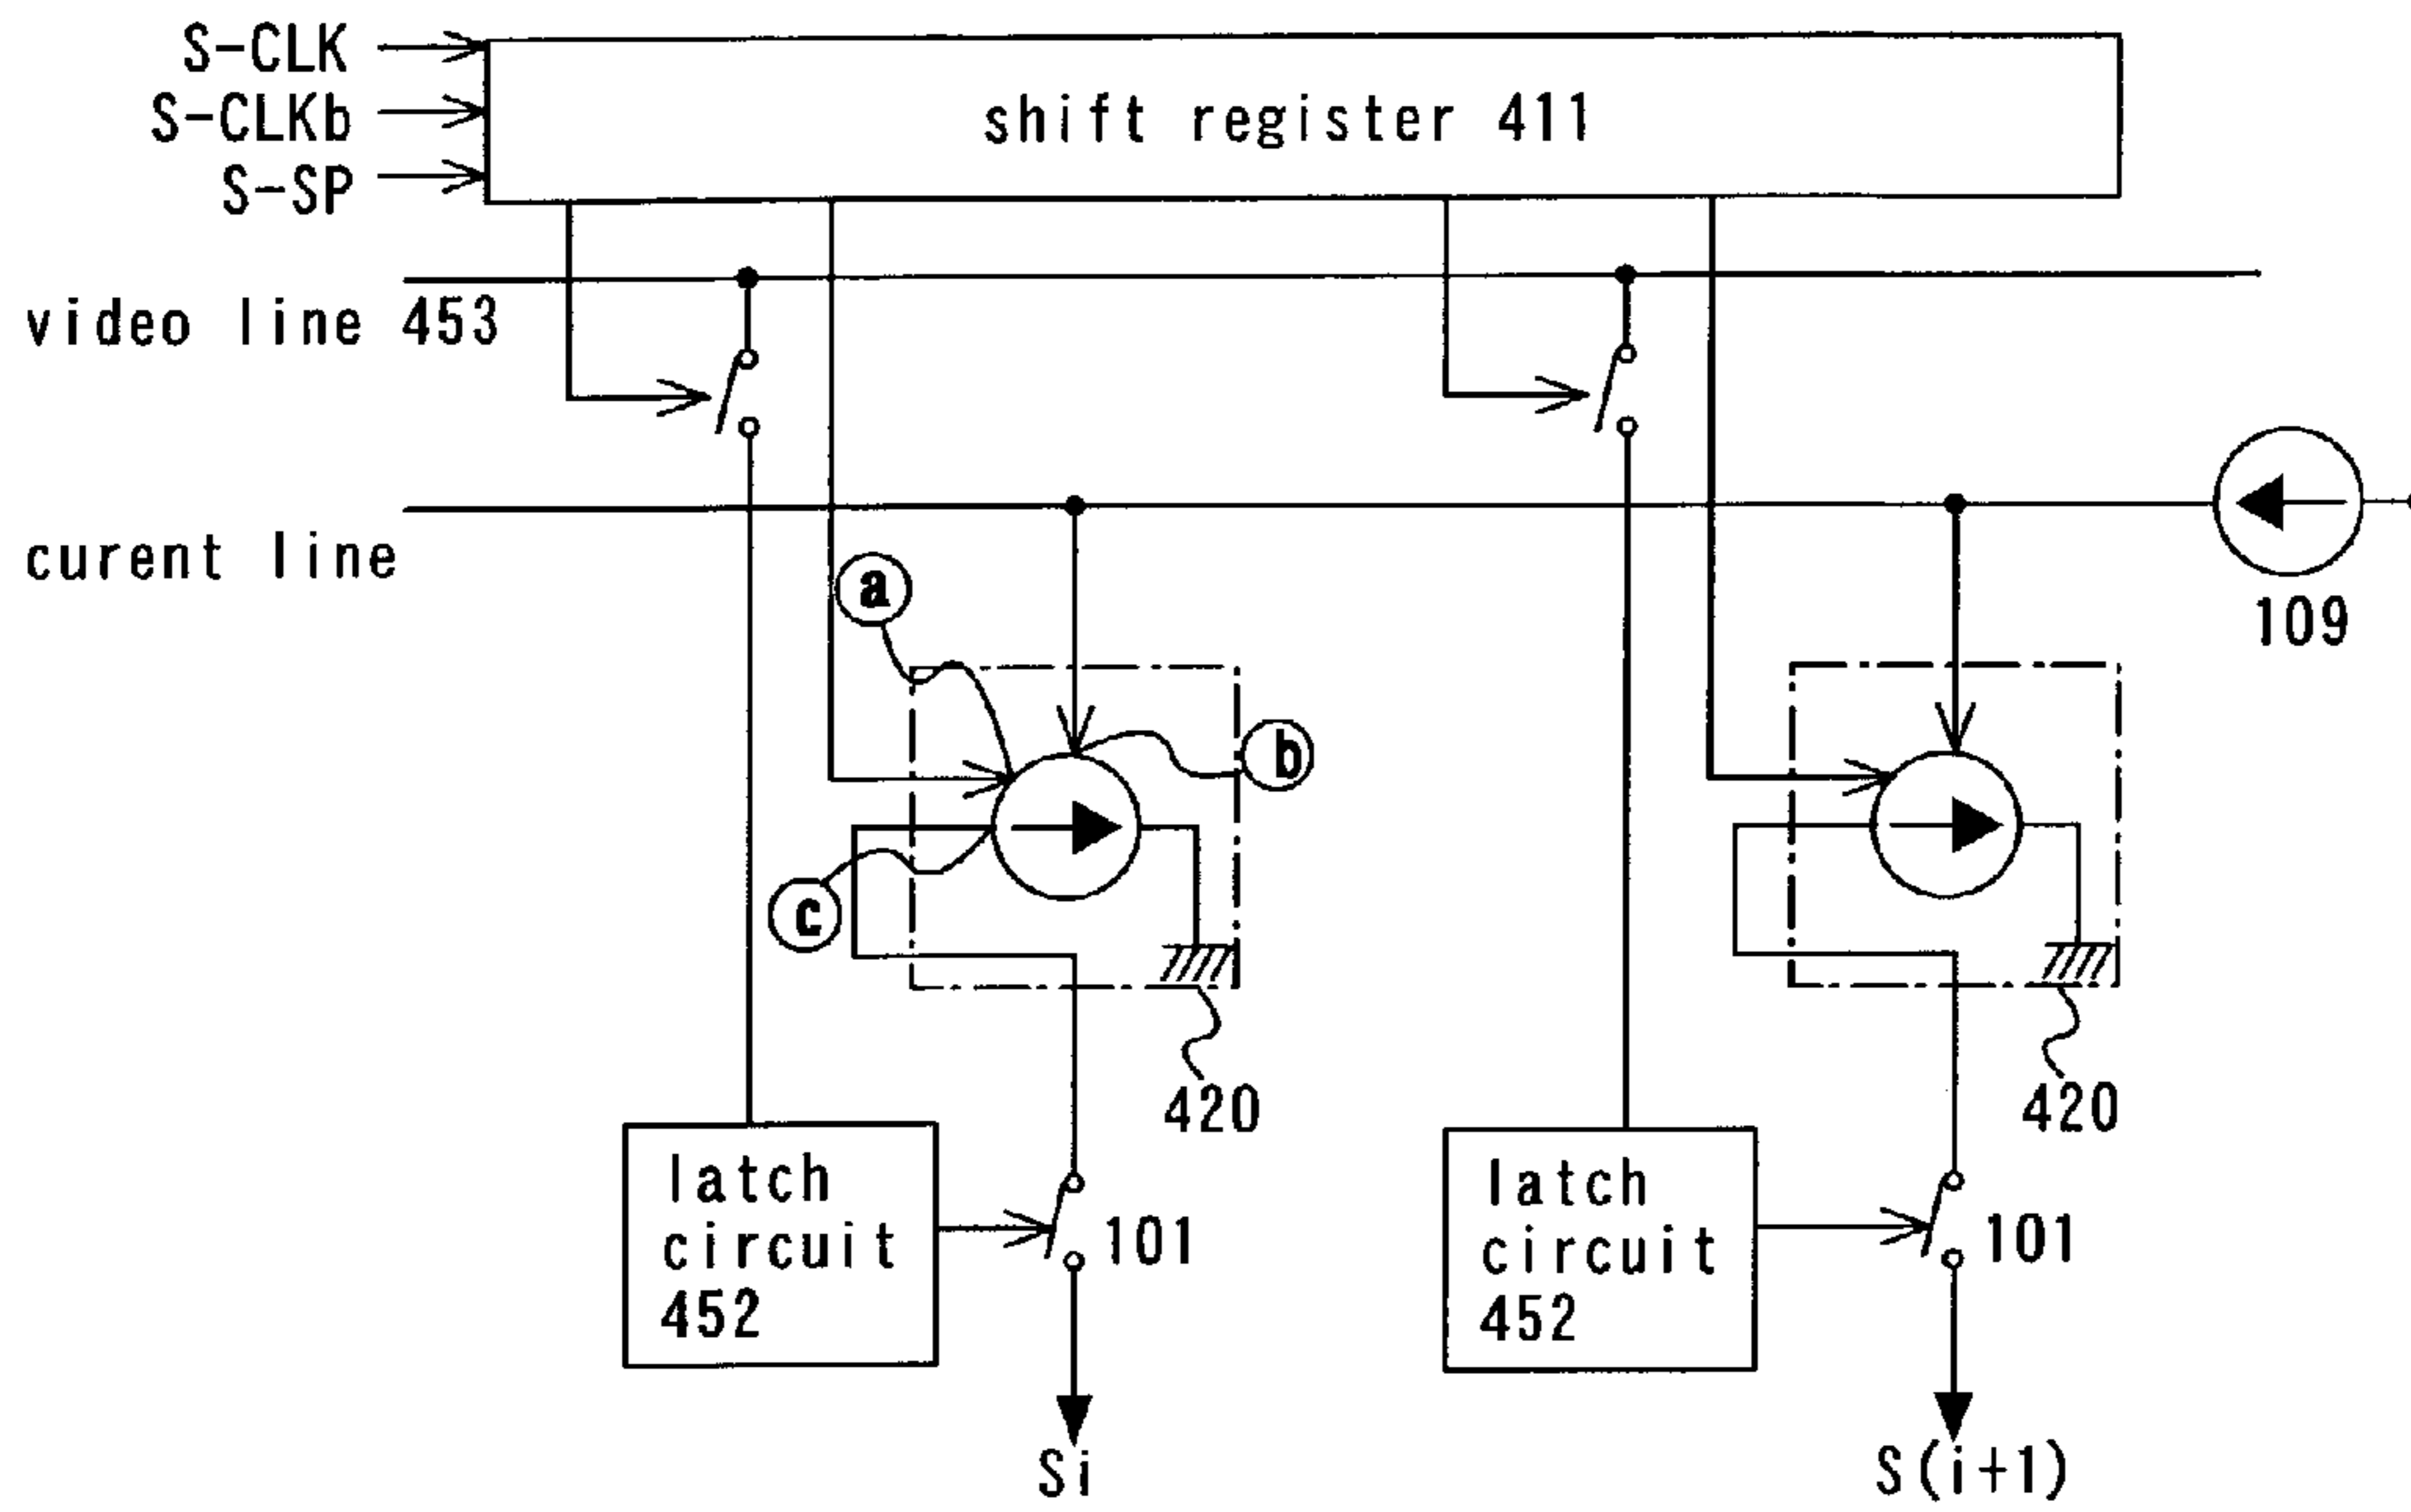 S-CLK
S-CLKb
S-SP
shift register 411
video line 453
curent line
109
a
b
c
420
420
latch
circuit
452
101
latch
circuit
452
101
Si
S(i+1)